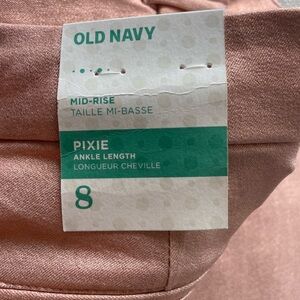 OLD NAVY
MID-RISE
TAILLE MI-BASSE
PIXIE
ANKLE LENGTH
LONGUEUR CHEVILLE
8